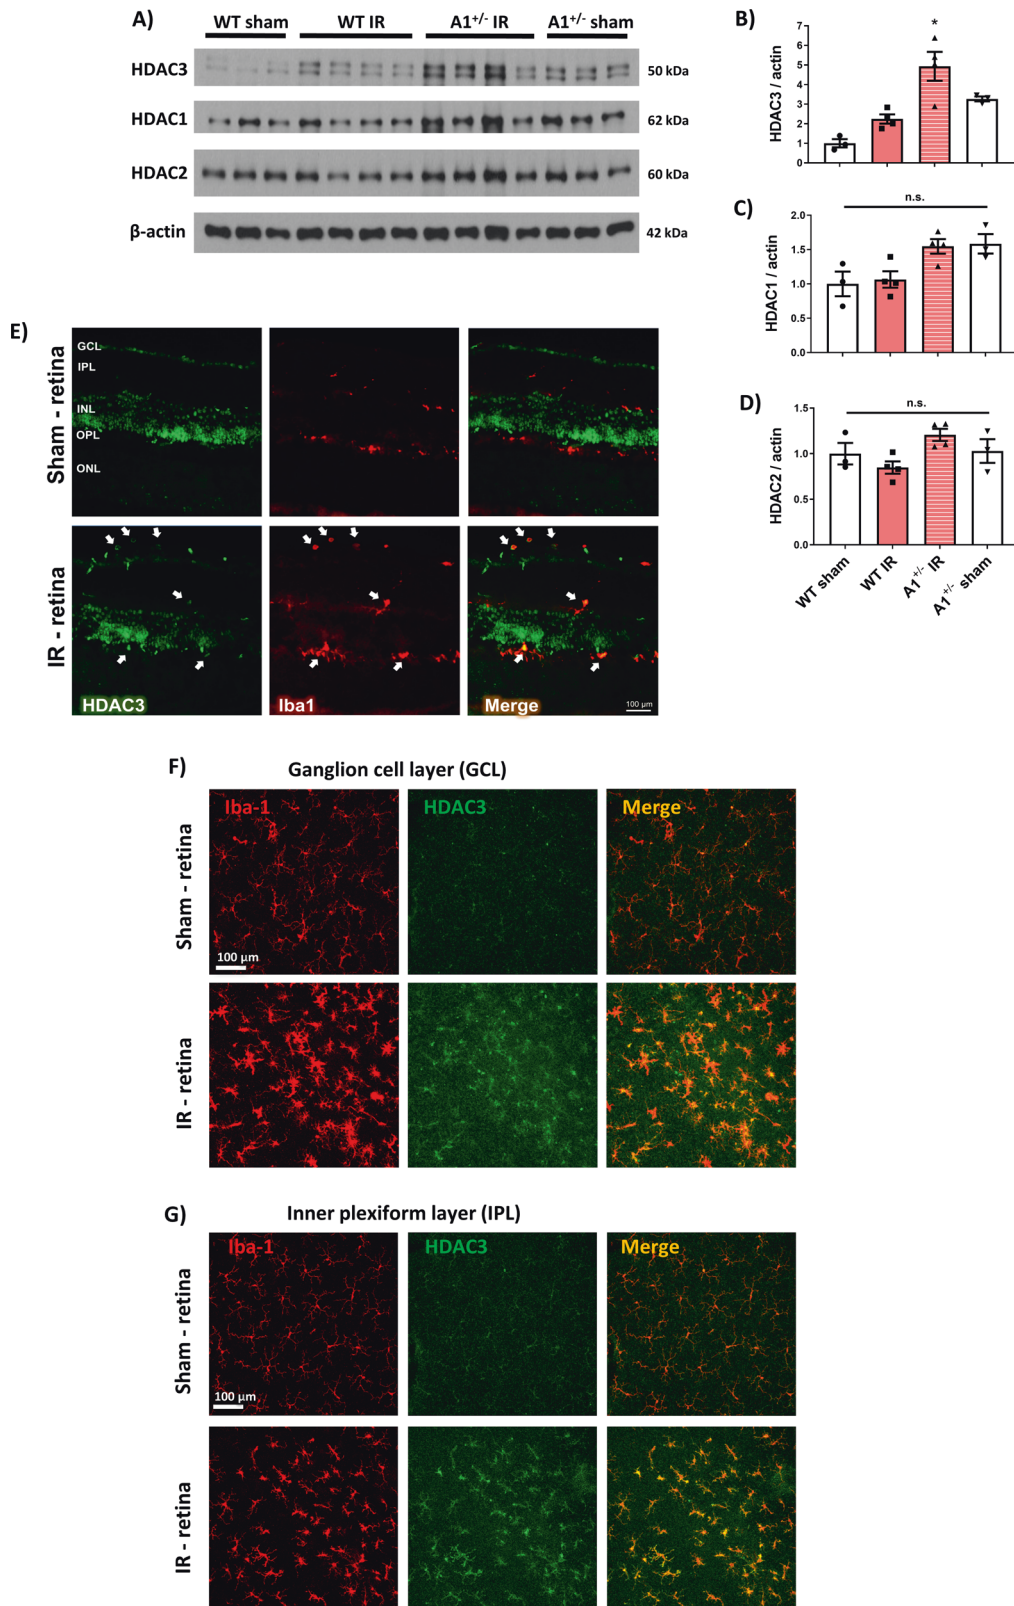 A)
WT sham WT IR A1+/- IR A1+/- sham
HDAC3 50 kDa
HDAC1 62 kDa
HDAC2 60 kDa
β-actin 42 kDa
B)
*
HDAC3 / actin
7
6
5
4
3
2
1
0
C)
n.s.
HDAC1 / actin
2.0
1.5
1.0
0.5
0.0
D)
n.s.
HDAC2 / actin
1.5
1.0
0.5
0.0
WT sham
WT IR
A1+/- IR
A1+/- sham
E)
Sham - retina
GCL
IPL
INL
OPL
ONL
IR - retina
HDAC3 Iba1 Merge
100 µm
F)
Ganglion cell layer (GCL)
Iba-1 HDAC3 Merge
Sham - retina
100 µm
IR - retina
G)
Inner plexiform layer (IPL)
Iba-1 HDAC3 Merge
Sham - retina
100 µm
IR - retina